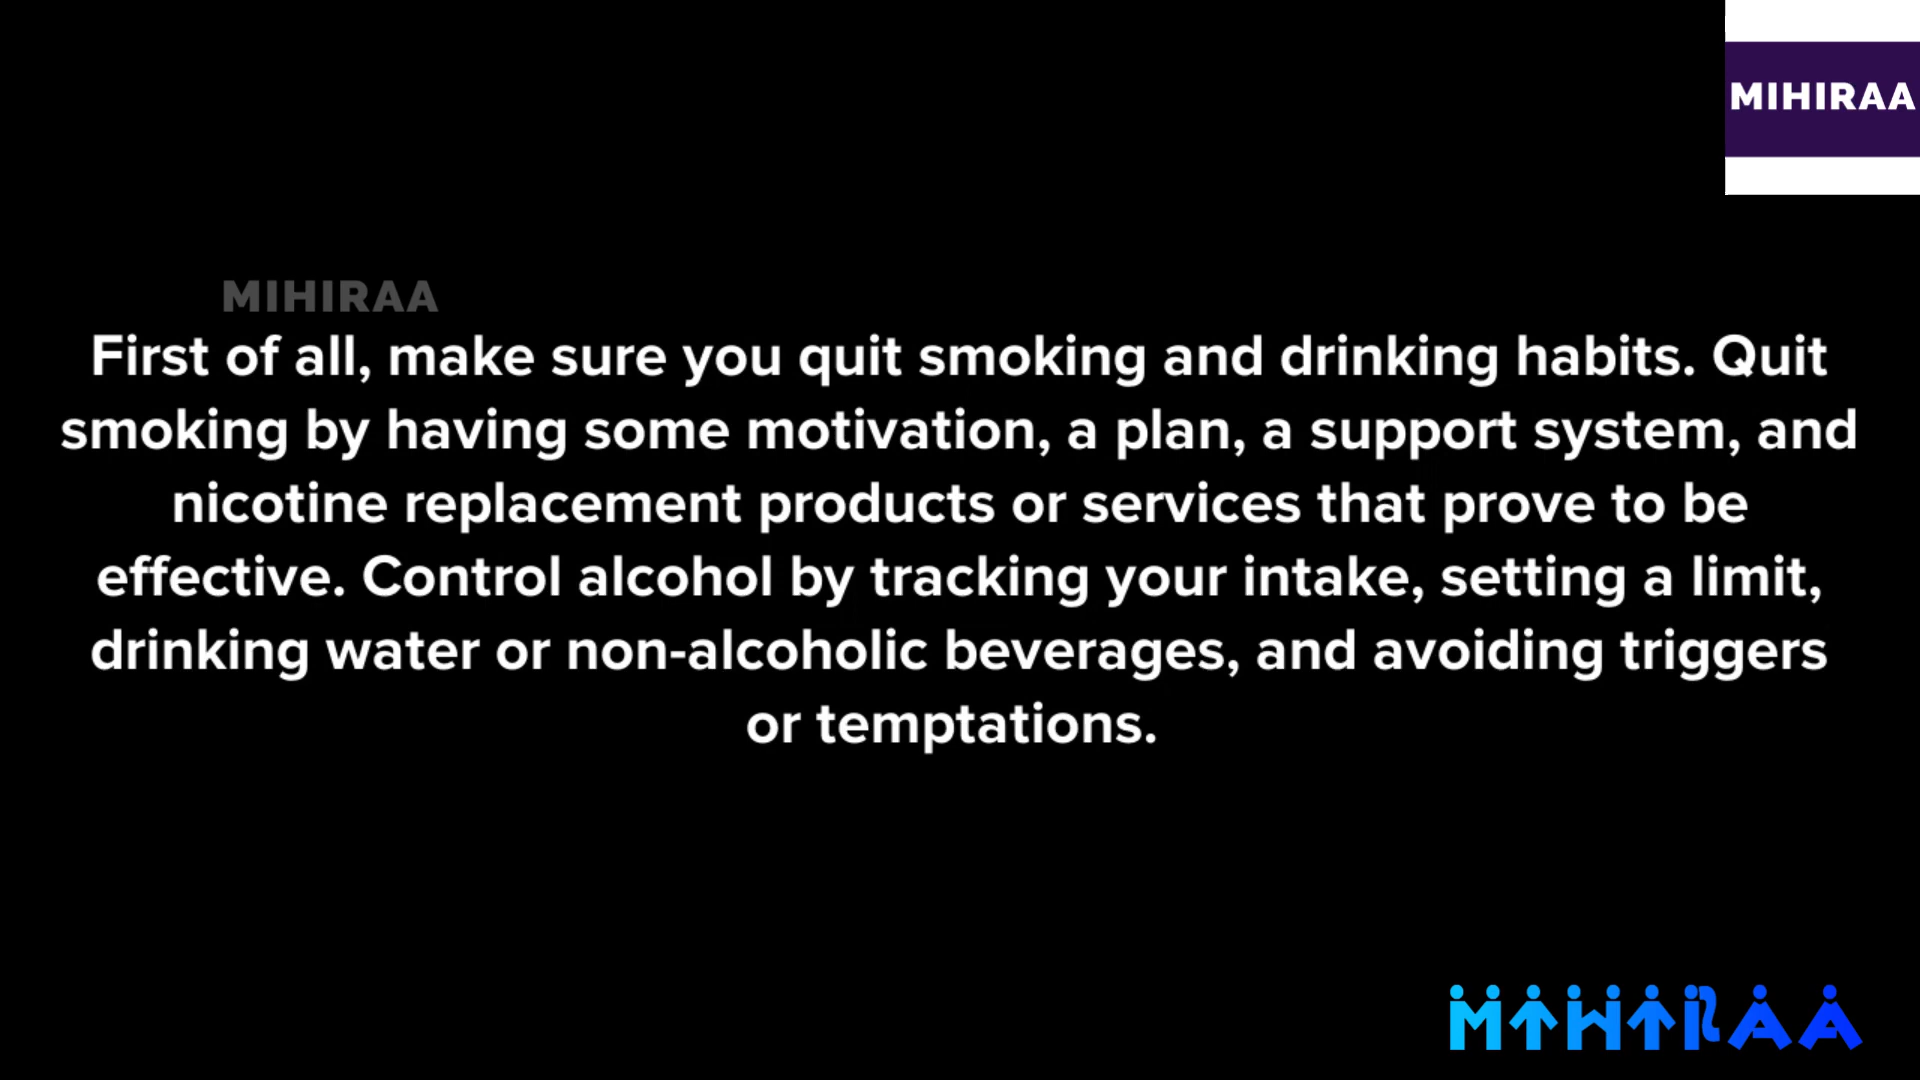 MIHIRAA
MIHIRAA
First of all, make sure you quit smoking and drinking habits. Quit
smoking by having some motivation, a plan, a support system, and
nicotine replacement products or services that prove to be
effective. Control alcohol by tracking your intake, setting a limit,
drinking water or non-alcoholic beverages, and avoiding triggers
or temptations.
MIHIRAA